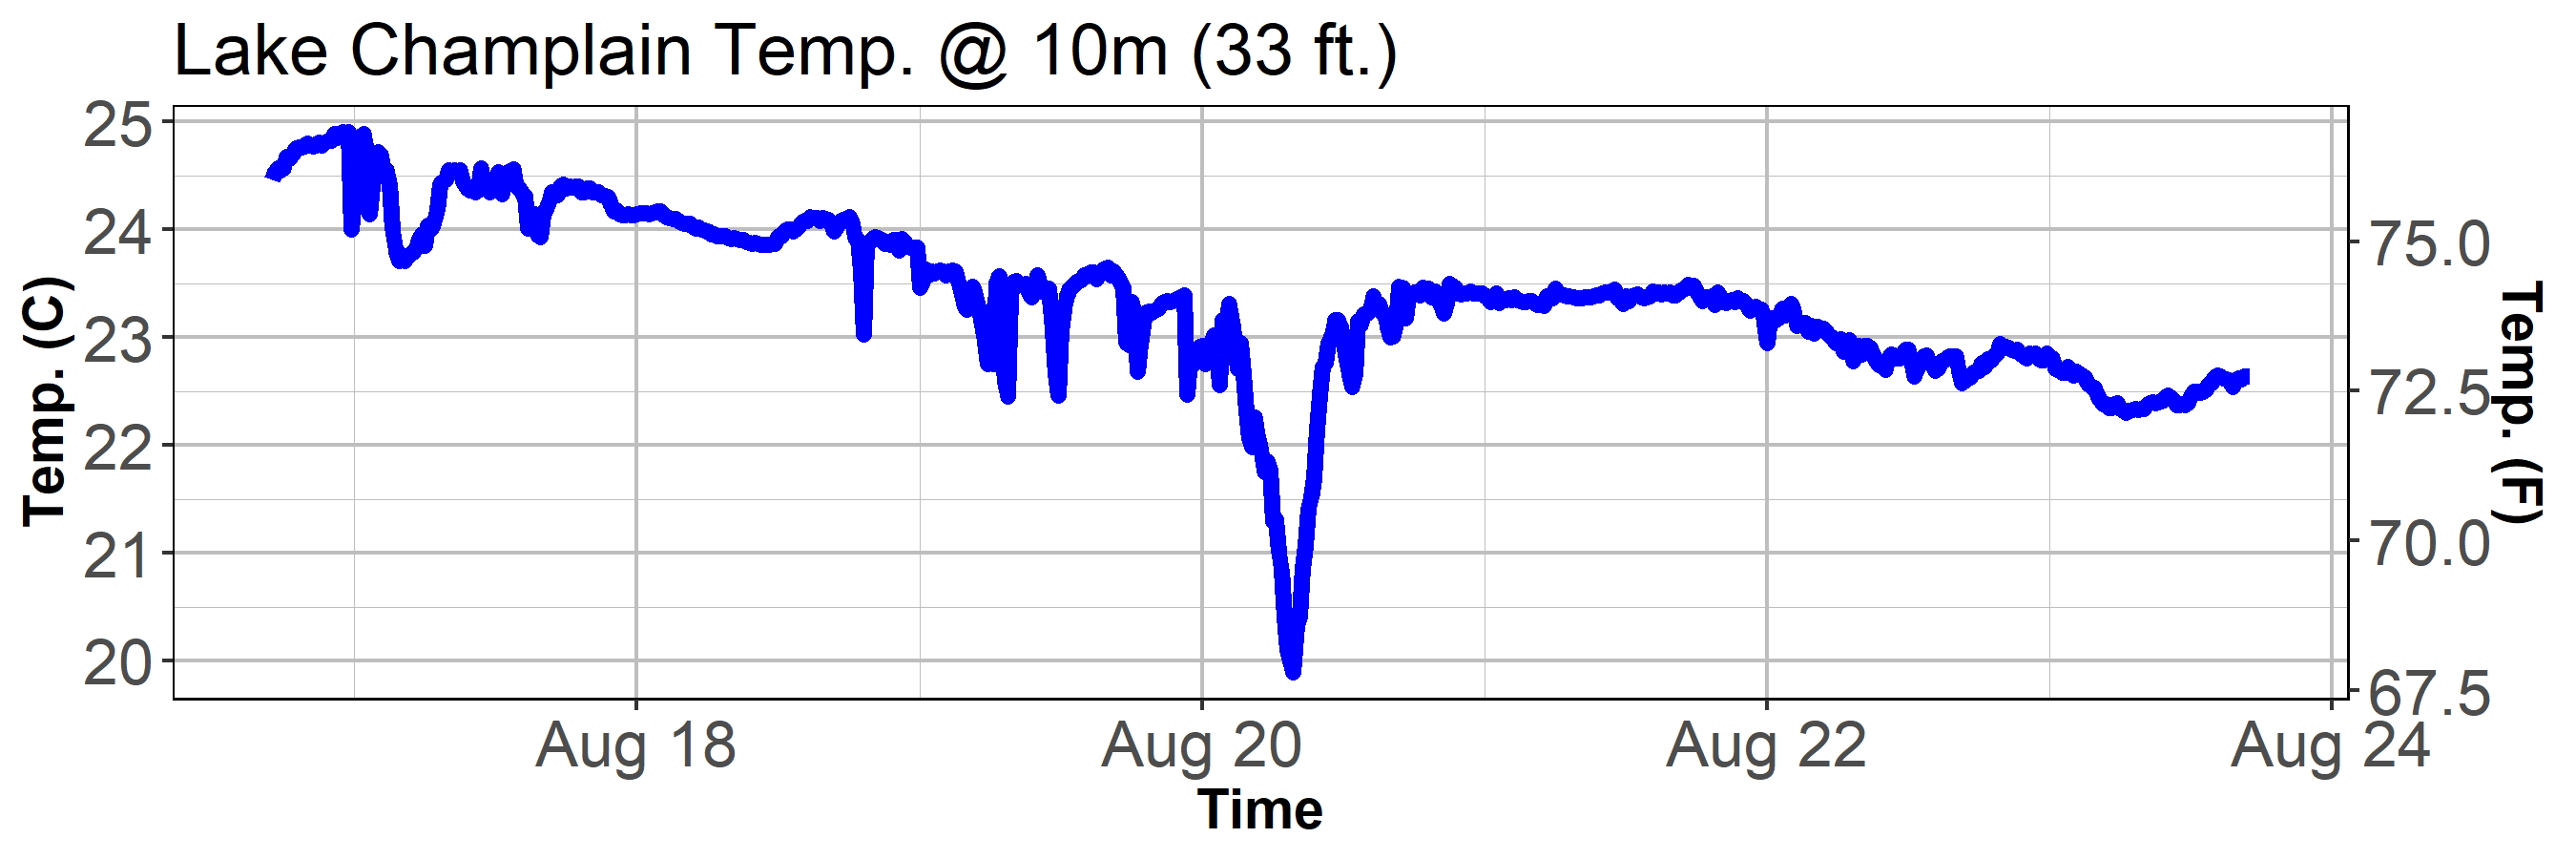 Lake Champlain Temp. @ 10m (33 ft.)
Temp. (C)
25
24
23
22
21
20
75.0
72.5
70.0
67.5
Temp. (F)
Aug 18
Aug 20
Aug 22
Aug 24
Time